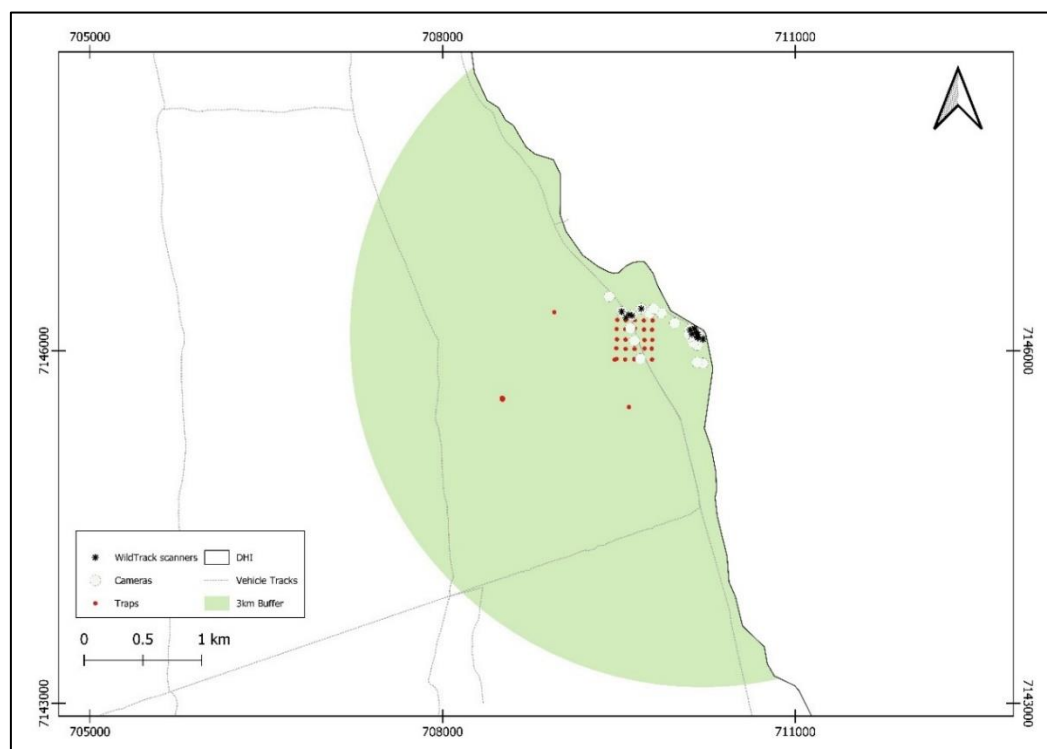 705000 708000 711000
7146000 7146000
WildTrack scanners DHI
Cameras Vehicle Tracks
Traps 3km Buffer
0 0.5 1 km
7143000 7143000
705000 708000 711000